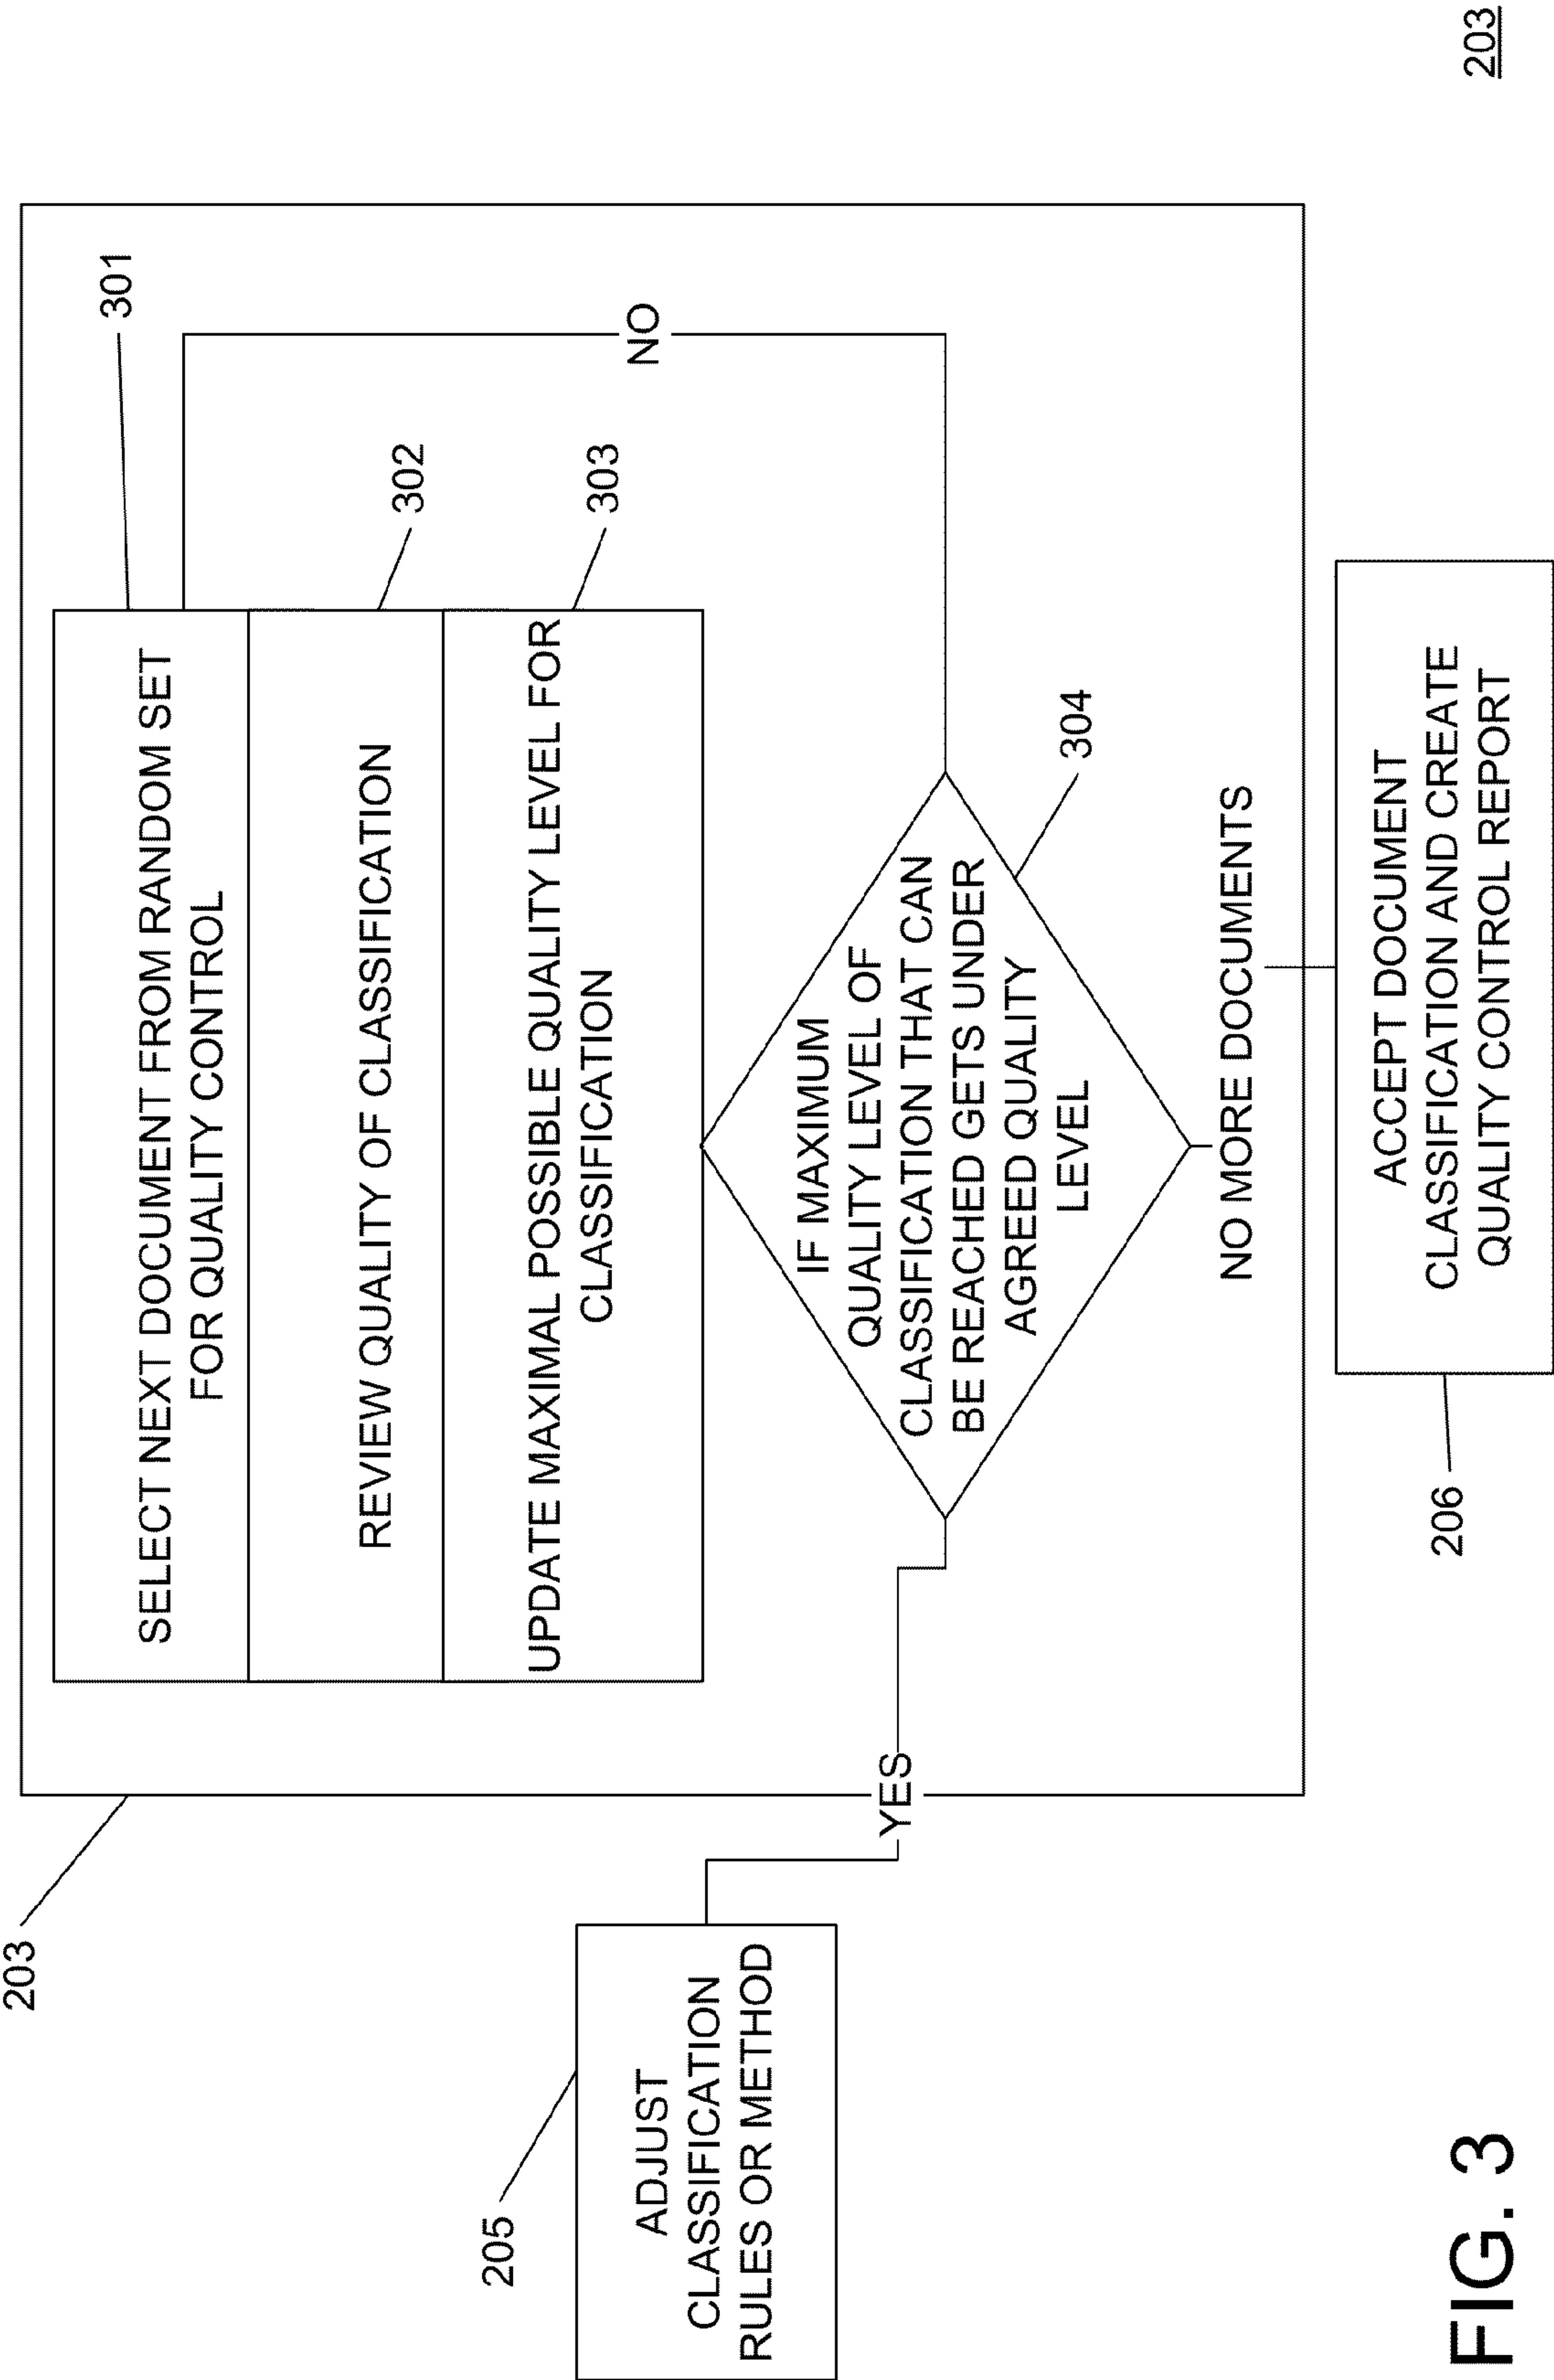 203
301
SELECT NEXT DOCUMENT FROM RANDOM SET
FOR QUALITY CONTROL
302
REVIEW QUALITY OF CLASSIFICATION
303
UPDATE MAXIMAL POSSIBLE QUALITY LEVEL FOR
CLASSIFICATION
NO
205
ADJUST
CLASSIFICATION
RULES OR METHOD
YES
IF MAXIMUM
QUALITY LEVEL OF
CLASSIFICATION THAT CAN
BE REACHED GETS UNDER
AGREED QUALITY
LEVEL
304
NO MORE DOCUMENTS
206
ACCEPT DOCUMENT
CLASSIFICATION AND CREATE
QUALITY CONTROL REPORT
FIG. 3
203